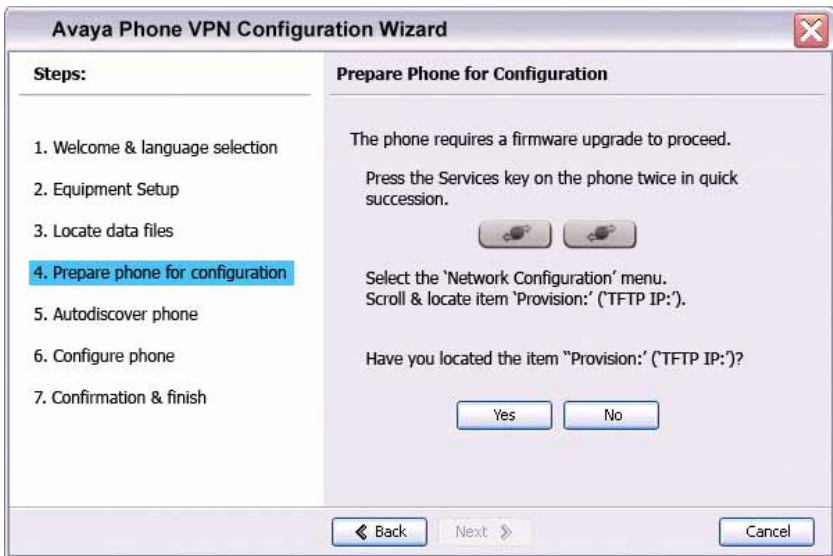 Avaya Phone VPN Configuration Wizard
Steps:
1. Welcome & language selection
2. Equipment Setup
3. Locate data files
4. Prepare phone for configuration
5. Autodiscover phone
6. Configure phone
7. Confirmation & finish
Prepare Phone for Configuration
The phone requires a firmware upgrade to proceed.
Press the Services key on the phone twice in quick
succession.
Select the ‘Network Configuration’ menu.
Scroll & locate item ‘Provision:’ (‘TFTP IP:’).
Have you located the item “Provision:’ (‘TFTP IP:’)?
Yes No
Back Next Cancel